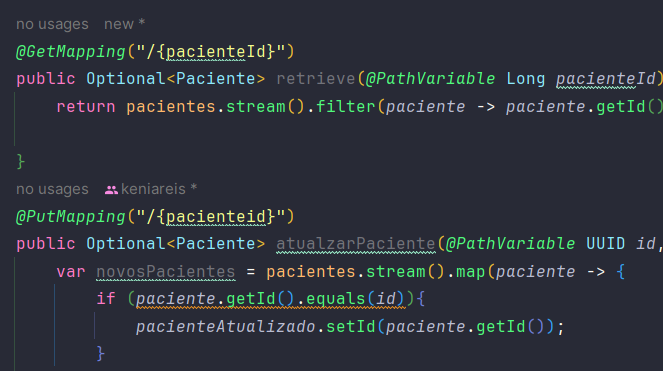 no usages new *
@GetMapping("/{pacienteId}")
public Optional<Paciente> retrieve(@PathVariable Long pacienteId)
return pacientes.stream().filter(paciente -> paciente.getId()
}
no usages keniareis *
@PutMapping("/{pacienteid}")
public Optional<Paciente> atualzarPaciente(@PathVariable UUID id,
var novosPacientes = pacientes.stream().map(paciente -> {
if (paciente.getId().equals(id)){
pacienteAtualizado.setId(paciente.getId());
}